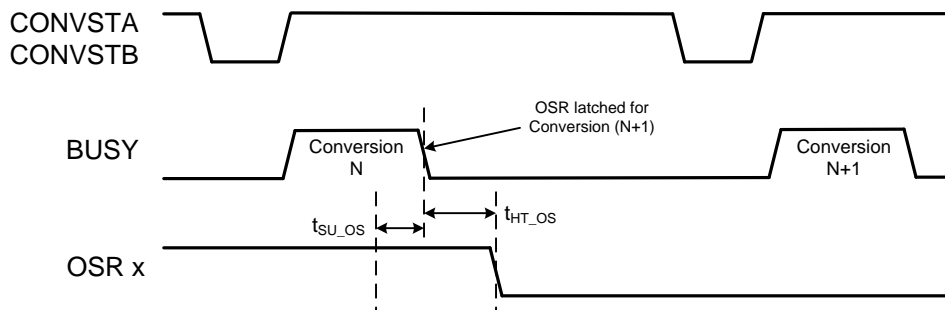 CONVSTA
CONVSTB
OSR latched for
Conversion (N+1)
BUSY
Conversion
N
Conversion
N+1
tSU_OS
tHT_OS
OSR x